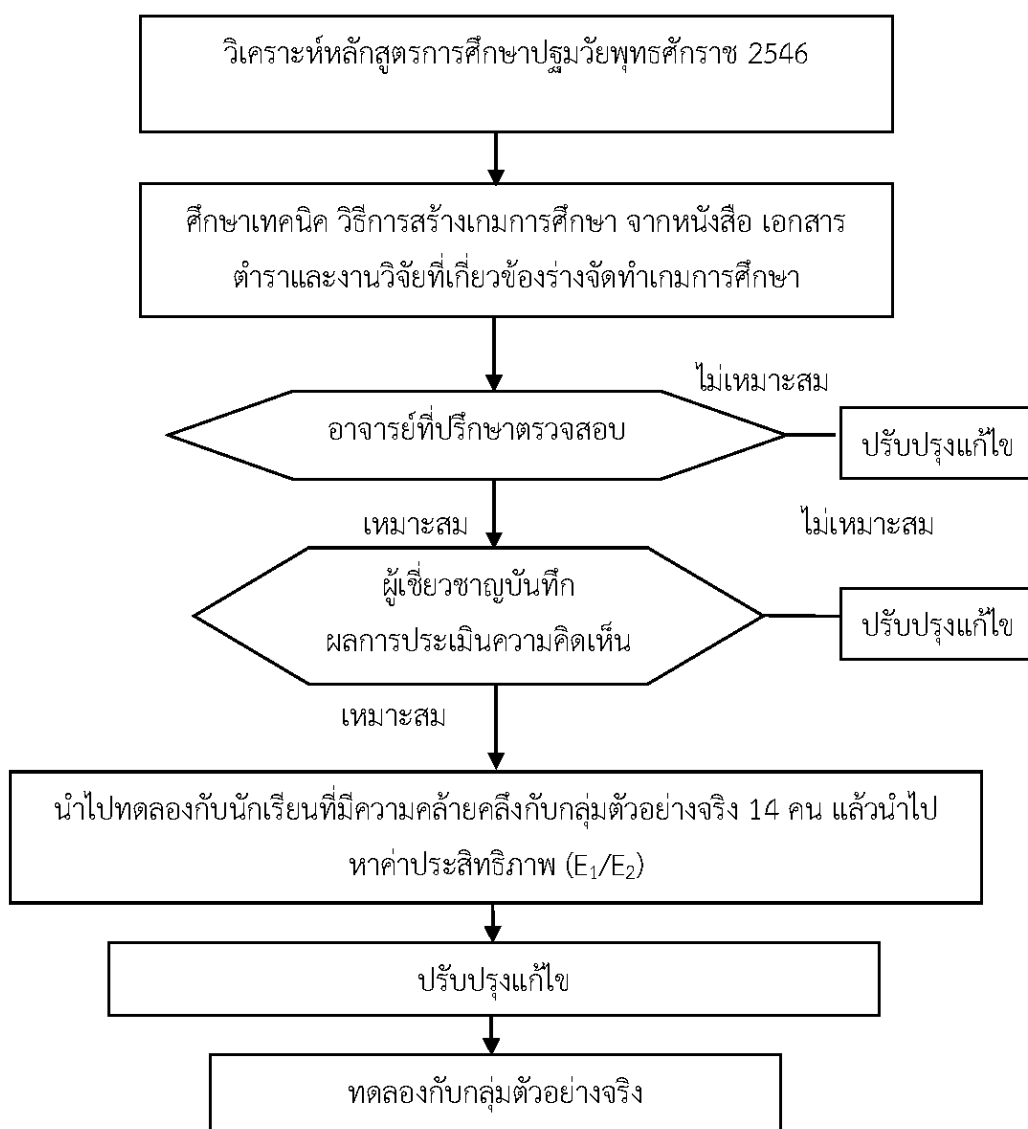 วิเคราะห์หลักสูตรการศึกษาปฐมวัยพุทธศักราช 2546
ศึกษาเทคนิค วิธีการสร้างเกมการศึกษา จากหนังสือ เอกสาร
ตำราและงานวิจัยที่เกี่ยวข้องร่างจัดทำเกมการศึกษา
ไม่เหมาะสม
อาจารย์ที่ปรึกษาตรวจสอบ
ปรับปรุงแก้ไข
เหมาะสม
ไม่เหมาะสม
ผู้เชี่ยวชาญบันทึก
ผลการประเมินความคิดเห็น
ปรับปรุงแก้ไข
เหมาะสม
นำไปทดลองกับนักเรียนที่มีความคล้ายคลึงกับกลุ่มตัวอย่างจริง 14 คน แล้วนำไป
หาค่าประสิทธิภาพ (E₁/E₂)
ปรับปรุงแก้ไข
ทดลองกับกลุ่มตัวอย่างจริง